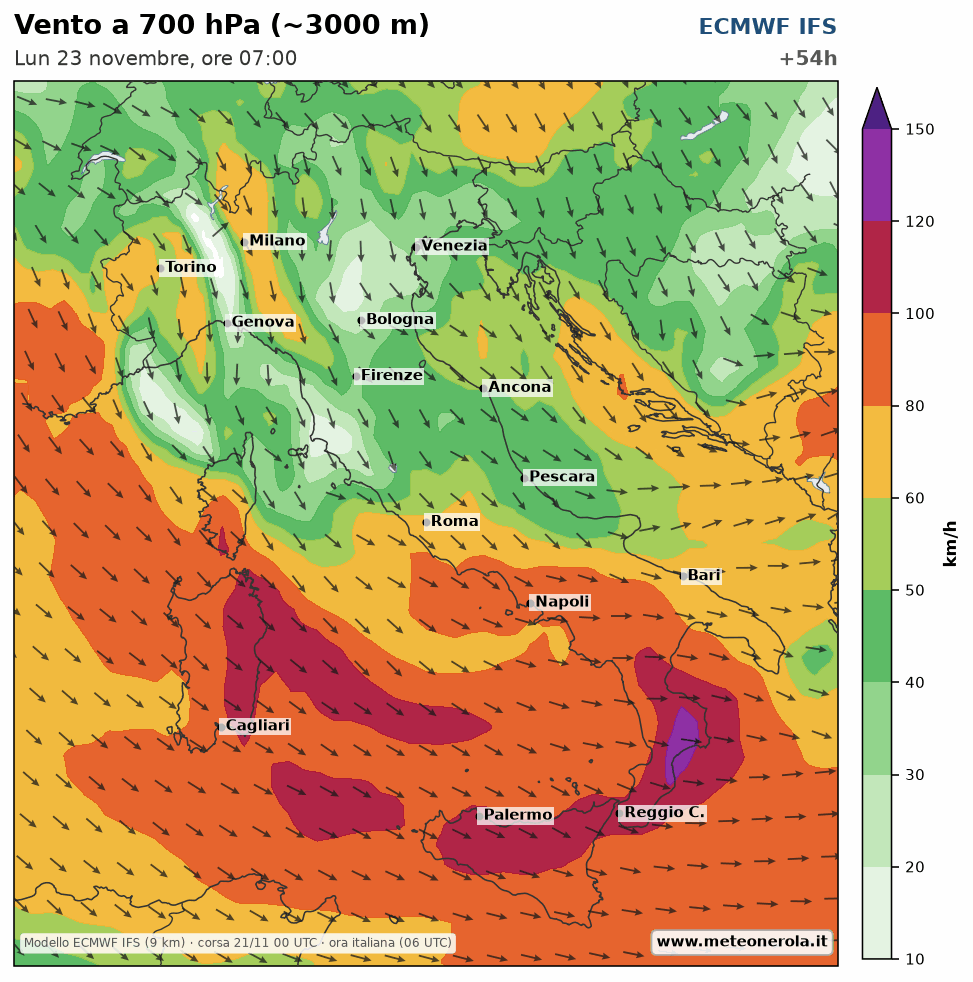 Vento a 700 hPa (~3000 m)
ECMWF IFS
Lun 23 novembre, ore 07:00
+54h
Milano
Venezia
Torino
Genova
Bologna
Firenze
Ancona
Pescara
Roma
Bari
Napoli
Cagliari
Palermo
Reggio C.
150
120
100
80
60
50
40
30
20
10
km/h
Modello ECMWF IFS (9 km) · corsa 21/11 00 UTC · ora italiana (06 UTC)
www.meteonerola.it